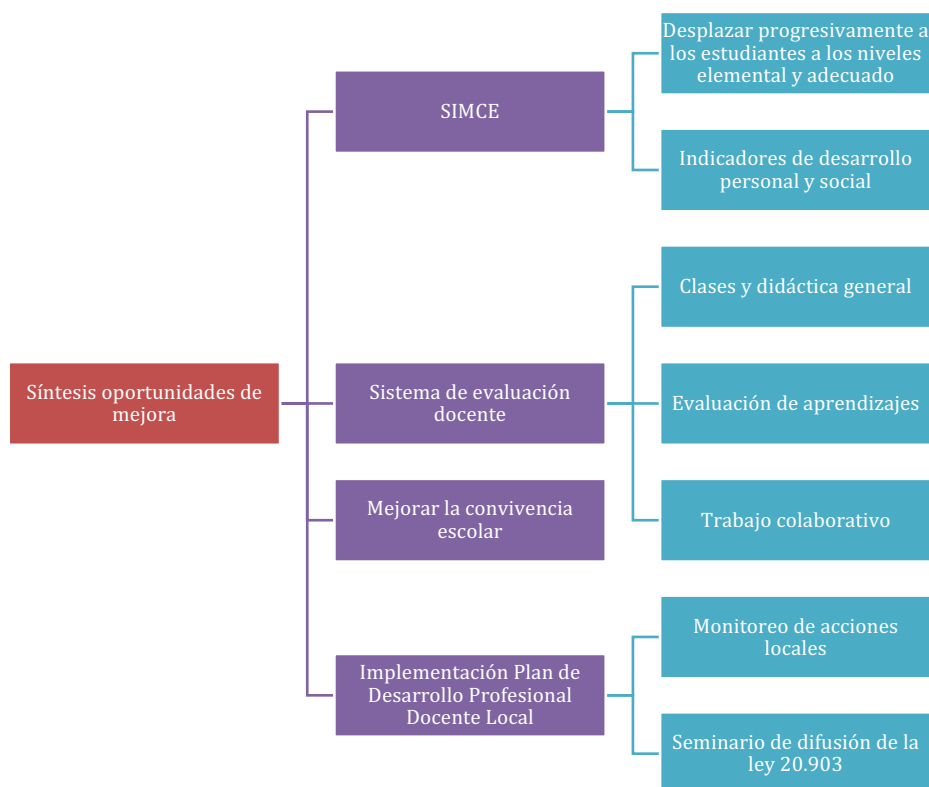 Síntesis oportunidades de
mejora
SIMCE
Desplazar progresivamente a
los estudiantes a los niveles
elemental y adecuado
Indicadores de desarrollo
personal y social
Sistema de evaluación
docente
Clases y didáctica general
Evaluación de aprendizajes
Trabajo colaborativo
Mejorar la convivencia
escolar
Implementación Plan de
Desarrollo Profesional
Docente Local
Monitoreo de acciones
locales
Seminario de difusión de la
ley 20.903